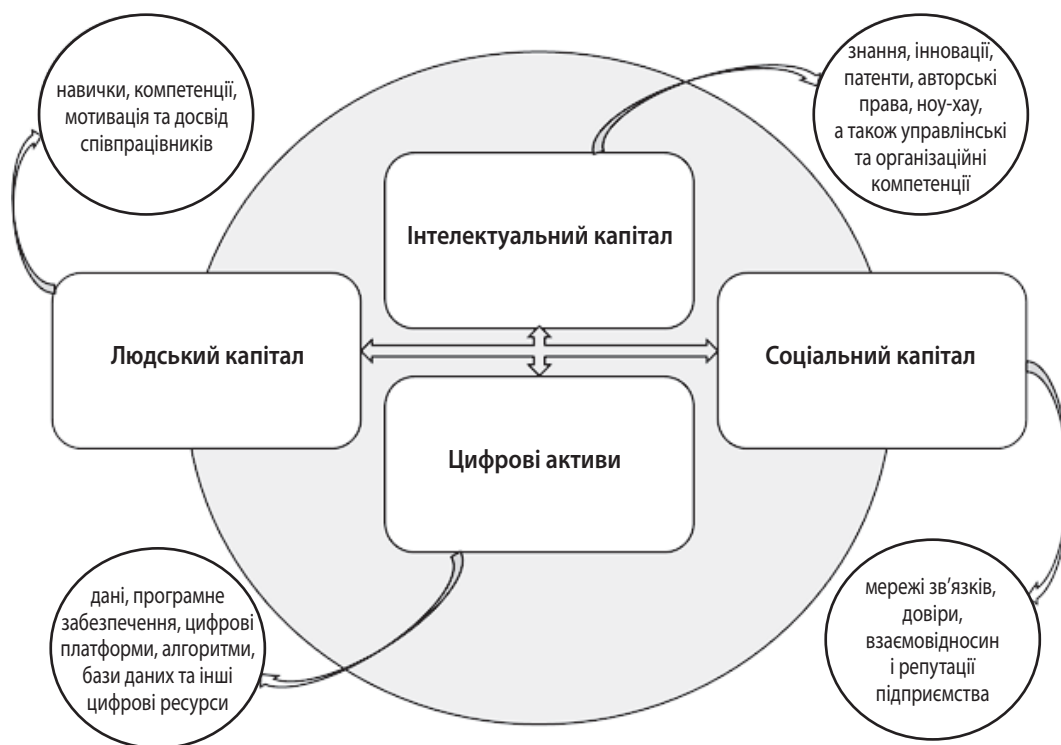 навички, компетенції,
мотивація та досвід
співпрацівників
знання, інновації,
патенти, авторські
права, ноу-хау,
а також управлінські
та організаційні
компетенції
Інтелектуальний капітал
Людський капітал
Соціальний капітал
Цифрові активи
дані, програмне
забезпечення, цифрові
платформи, алгоритми,
бази даних та інші
цифрові ресурси
мережі зв’язків,
довіри,
взаємовідносин
і репутації
підприємства